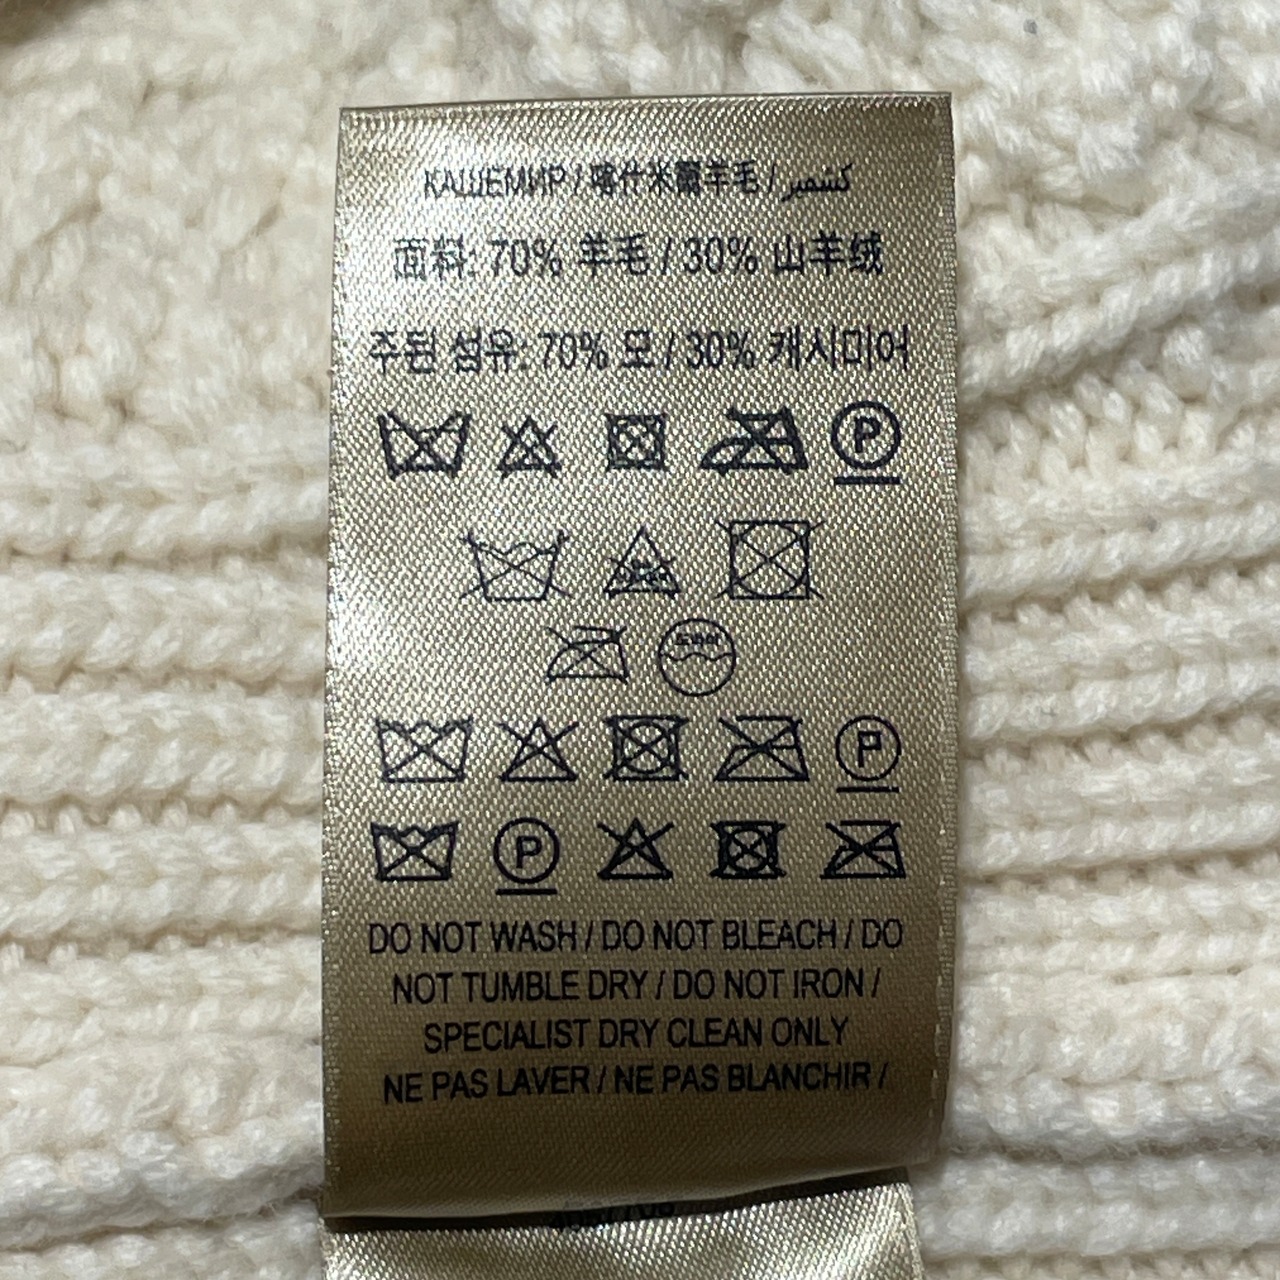 КАШЕМИР / 喀什米爾羊毛 / كشمير
面料: 70% 羊毛 / 30% 山羊绒
주된 섬유: 70% 모 / 30% 캐시미어
P
P
P
DO NOT WASH / DO NOT BLEACH / DO
NOT TUMBLE DRY / DO NOT IRON /
SPECIALIST DRY CLEAN ONLY
NE PAS LAVER / NE PAS BLANCHIR /